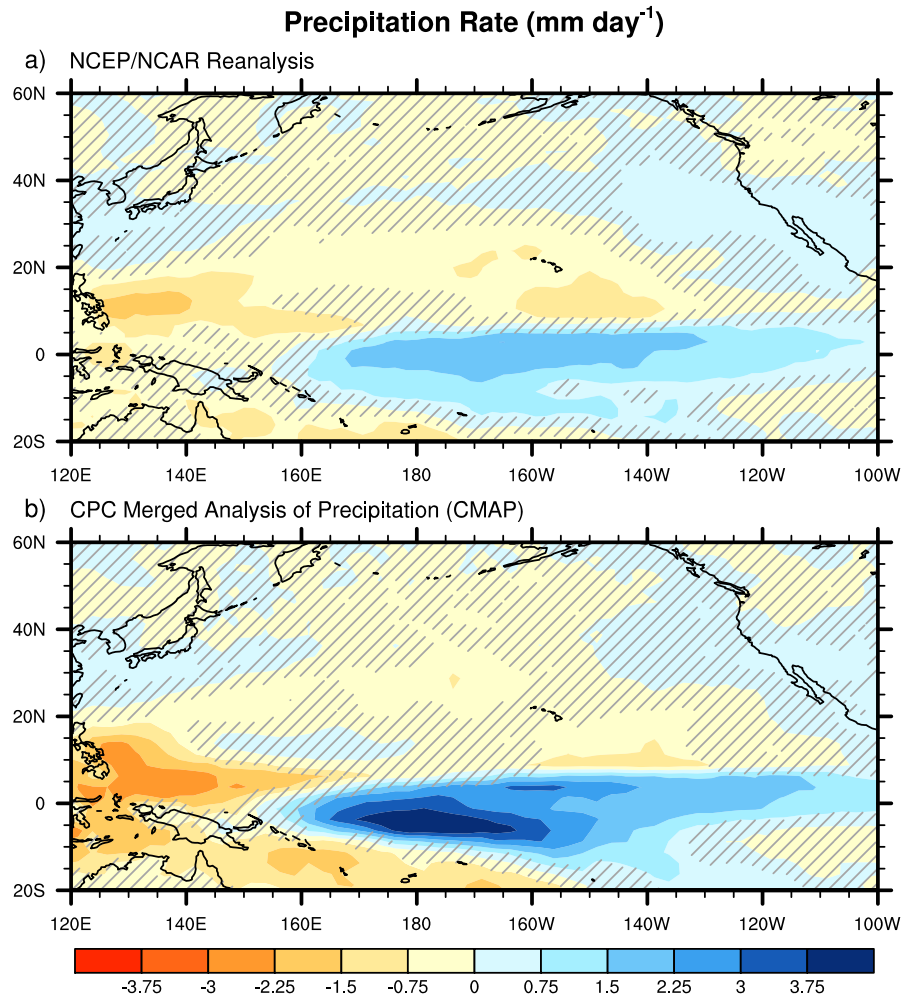 Precipitation Rate (mm day-1)
a) NCEP/NCAR Reanalysis
60N
40N
20N
0
20S
120E 140E 160E 180 160W 140W 120W 100W
b) CPC Merged Analysis of Precipitation (CMAP)
60N
40N
20N
0
20S
120E 140E 160E 180 160W 140W 120W 100W
-3.75 -3 -2.25 -1.5 -0.75 0 0.75 1.5 2.25 3 3.75